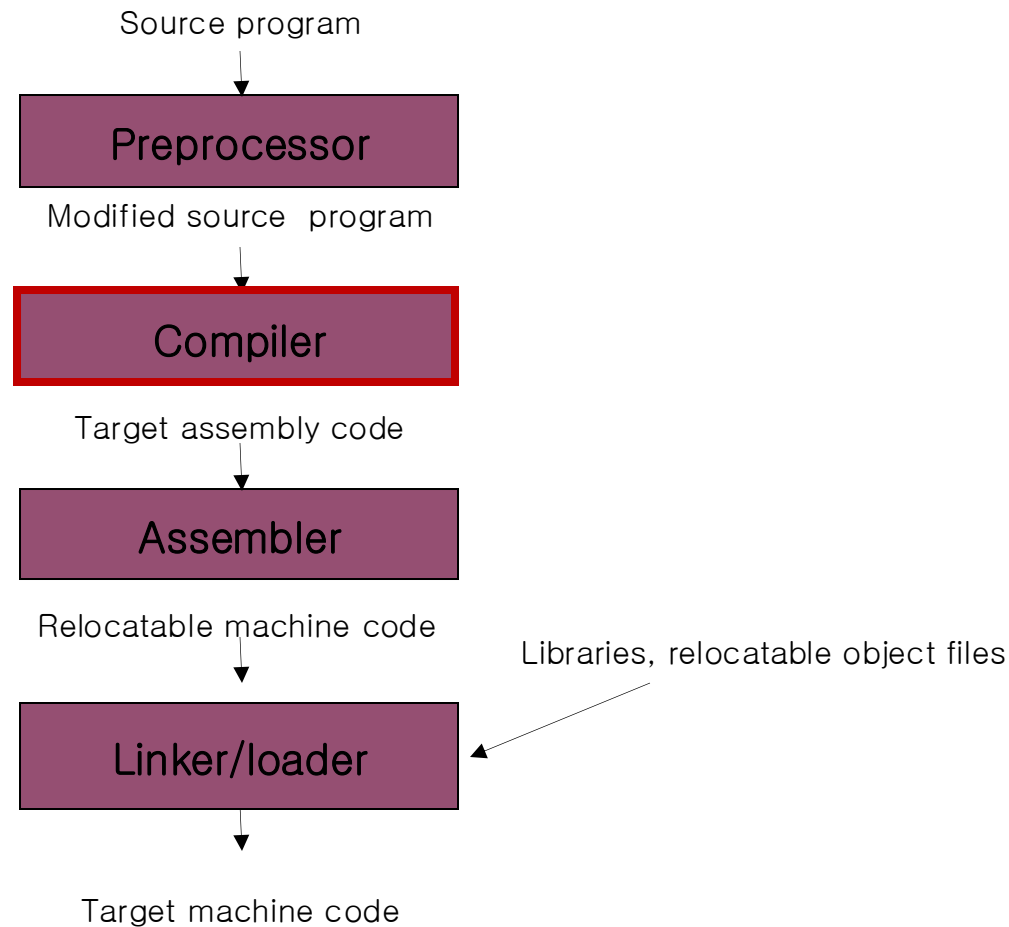 Source program
Preprocessor
Modified source program
Compiler
Target assembly code
Assembler
Relocatable machine code
Libraries, relocatable object files
Linker/loader
Target machine code